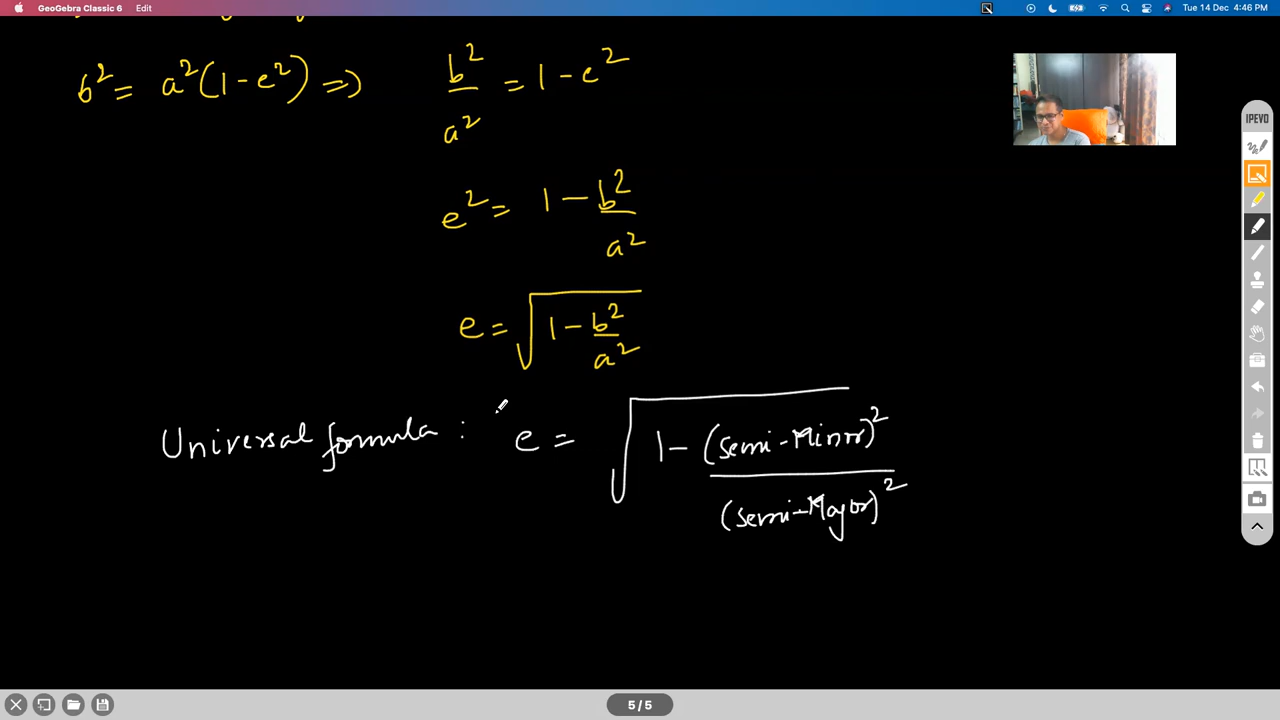 GeoGebra Classic 6 Edit Tue 14 Dec 4:46 PM
b² = a²(1-e²) => b²/a² = 1-e²
IPEVO
e² = 1 - b²/a²
e = √(1 - b²/a²)
Universal formula : e = √(1 - (Semi-Minor)²/(Semi-Major)²)
5/5